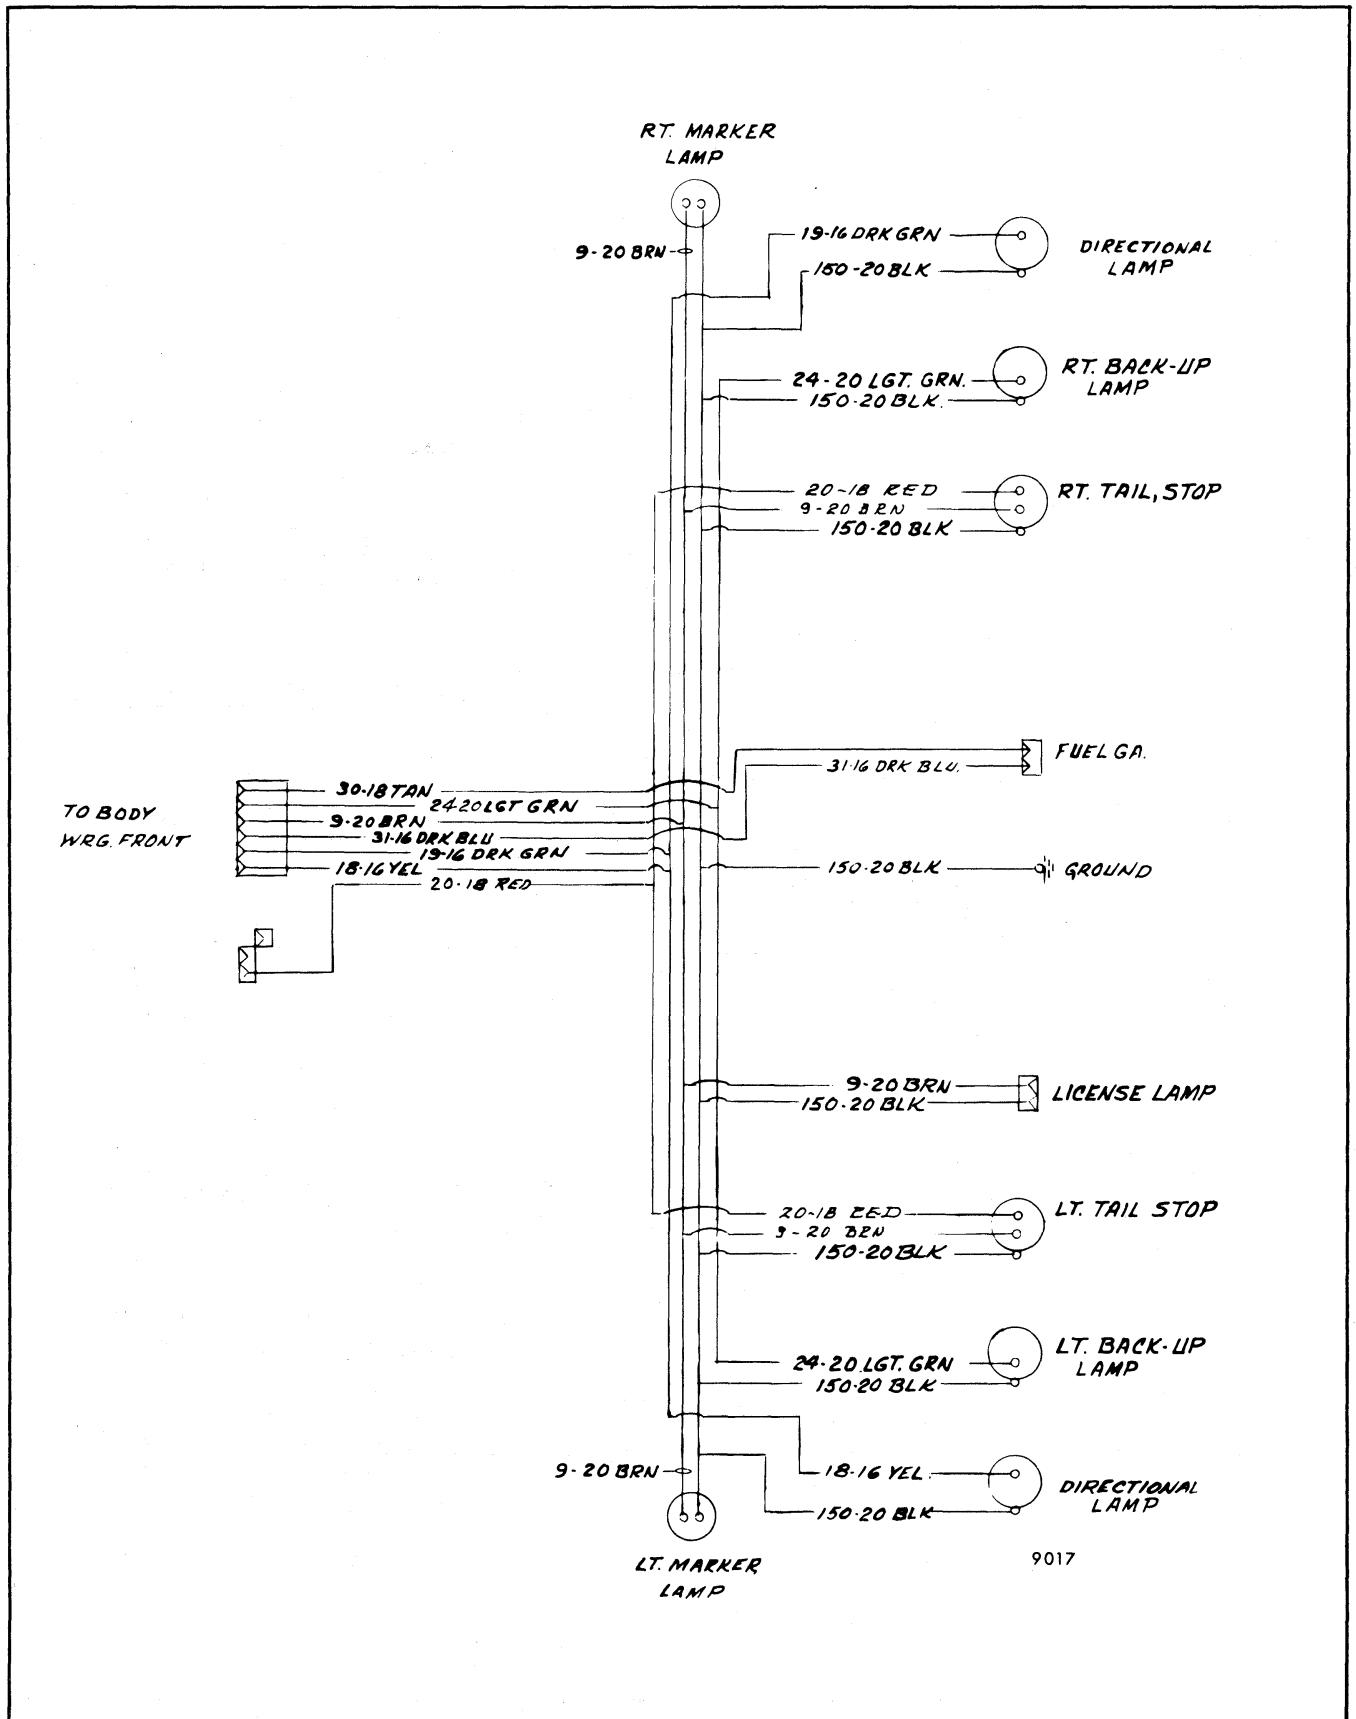 RT. MARKER
LAMP
9-20 BRN
19-16 DRK GRN
150-20 BLK
DIRECTIONAL
LAMP
24-20 LGT. GRN.
150-20 BLK.
RT. BACK-UP
LAMP
20-18 RED
9-20 BRN
150-20 BLK
RT. TAIL, STOP
31-16 DRK BLU.
FUEL GA.
TO BODY
WRG. FRONT
30-18 TAN
24-20 LGT GRN
9-20 BRN
31-16 DRK BLU
19-16 DRK GRN
18-16 YEL
20-18 RED
150-20 BLK
GROUND
9-20 BRN
150-20 BLK
LICENSE LAMP
20-18 RED
9-20 BRN
150-20 BLK
LT. TAIL STOP
24-20 LGT. GRN
150-20 BLK
LT. BACK-UP
LAMP
9-20 BRN
18-16 YEL.
150-20 BLK
DIRECTIONAL
LAMP
LT. MARKER
LAMP
9017